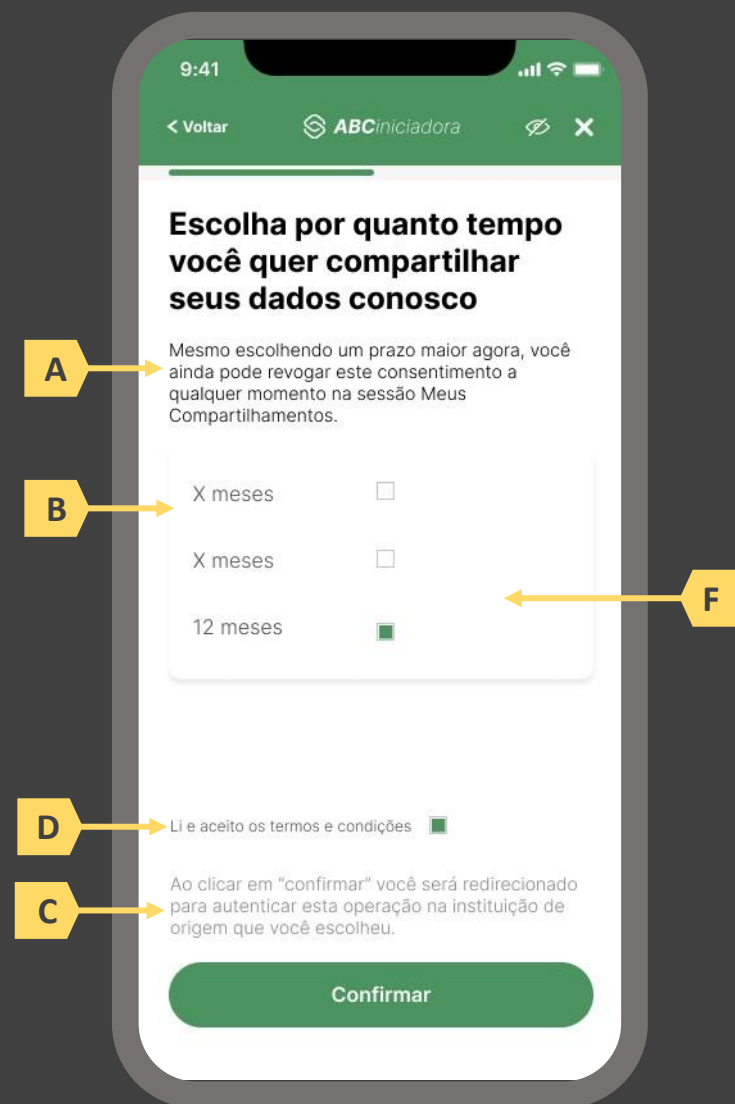 9:41
Voltar
ABCiniciadora
Escolha por quanto tempo
você quer compartilhar
seus dados conosco
A
Mesmo escolhendo um prazo maior agora, você
ainda pode revogar este consentimento a
qualquer momento na sessão Meus
Compartilhamentos.
B
X meses
X meses
F
12 meses
D
Li e aceito os termos e condições
C
Ao clicar em “confirmar” você será redirecionado
para autenticar esta operação na instituição de
origem que você escolheu.
Confirmar